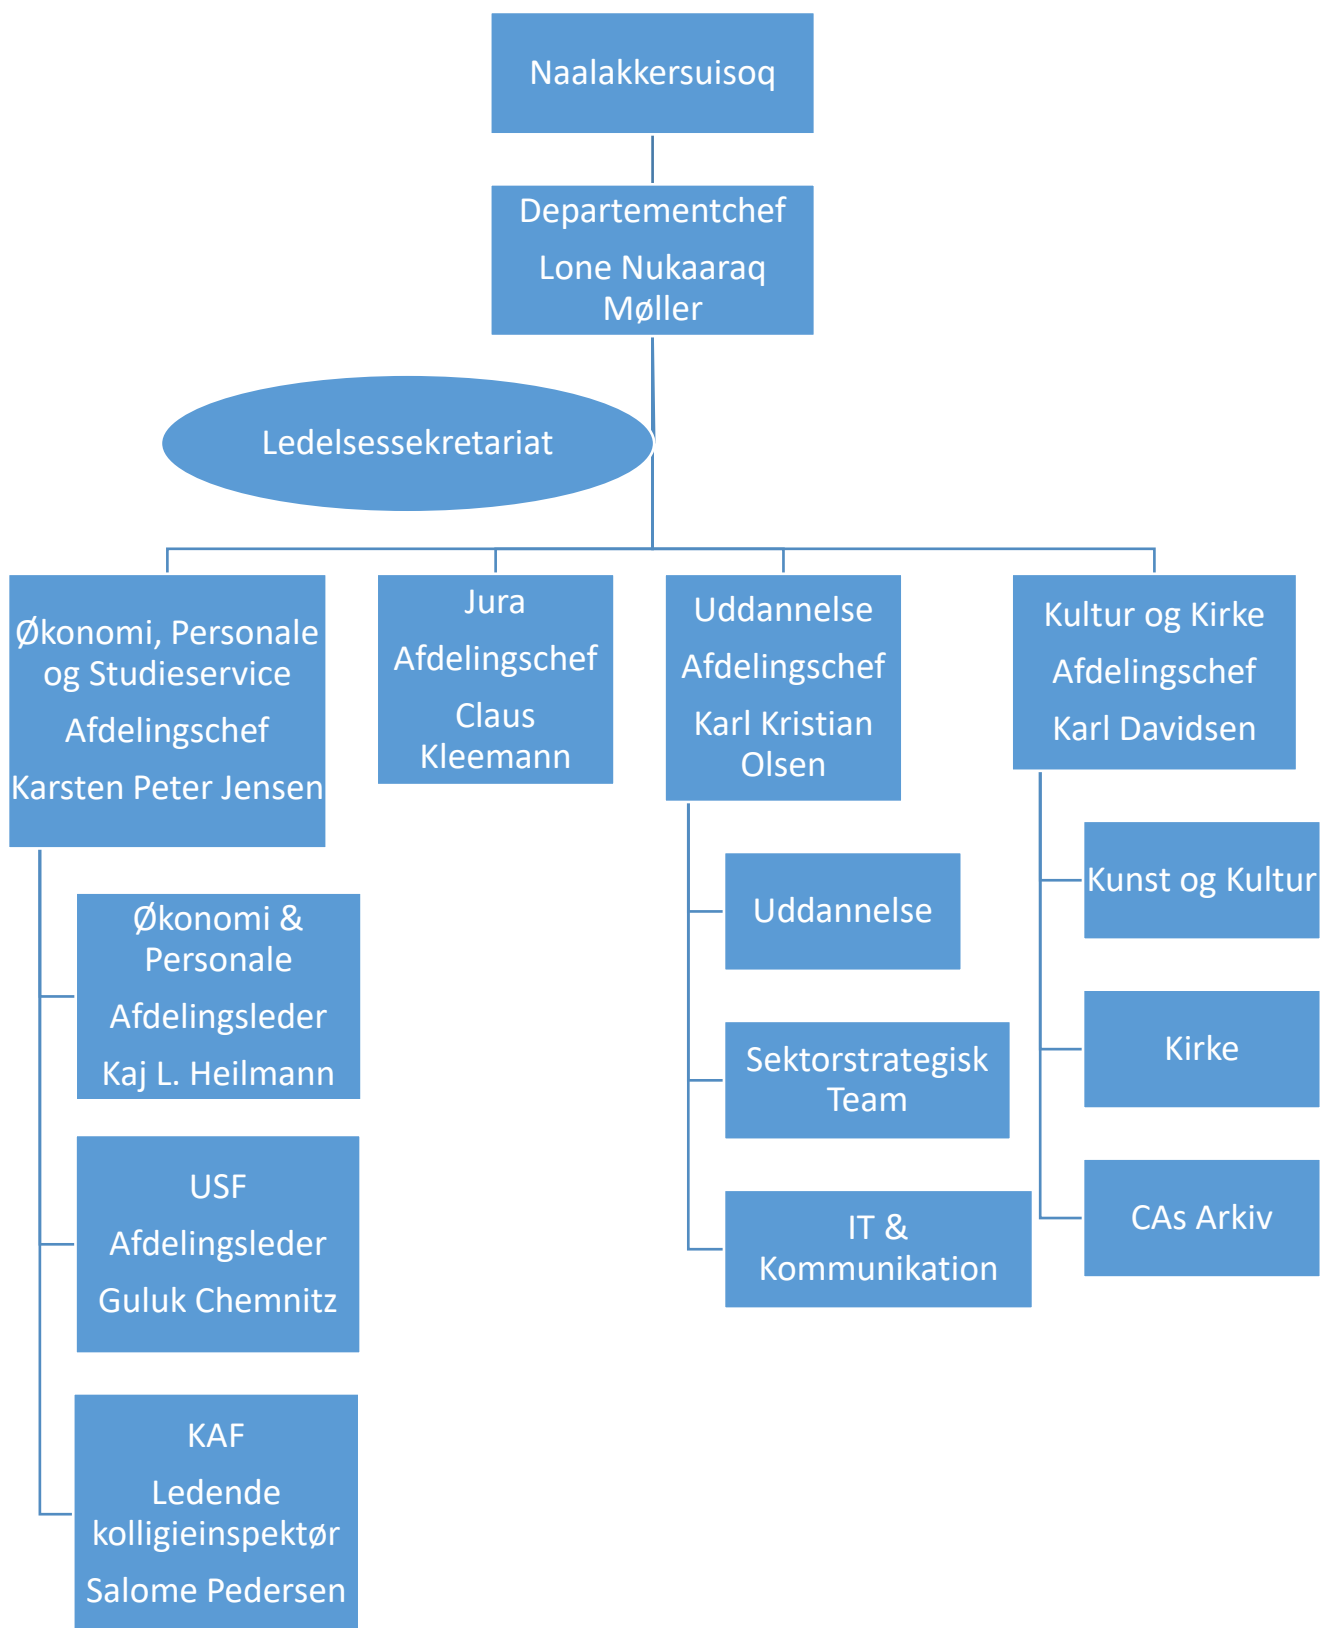 Naalakkersuisoq
Departementchef
Lone Nukaaraq
Møller
Ledelsessekretariat
Økonomi, Personale
og Studieservice
Afdelingschef
Karsten Peter Jensen
Jura
Afdelingschef
Claus
Kleemann
Uddannelse
Afdelingschef
Karl Kristian
Olsen
Kultur og Kirke
Afdelingschef
Karl Davidsen
Økonomi &
Personale
Afdelingsleder
Kaj L. Heilmann
USF
Afdelingsleder
Guluk Chemnitz
KAF
Ledende
kolligieinspektør
Salome Pedersen
Uddannelse
Sektorstrategisk
Team
IT &
Kommunikation
Kunst og Kultur
Kirke
CAs Arkiv